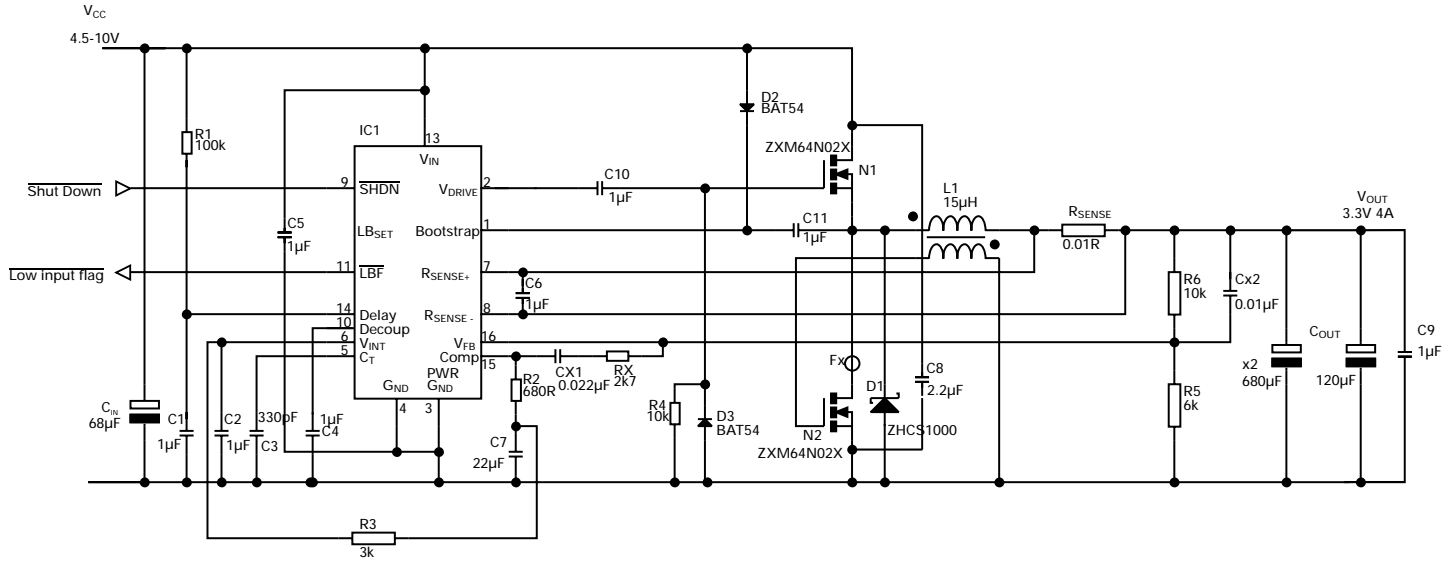 VCC
4.5-10V
D2
BAT54
R1
100k
IC1
13
VIN
ZXM64N02X
N1
Shut Down
9
SHDN
VDRIVE
2
C10
1µF
L1
15µH
RSENSE
0.01R
VOUT
3.3V 4A
C5
1µF
LBSET
Bootstrap
1
C11
1µF
Low input flag
11
LBF
RSENSE+
7
C6
1µF
R6
10k
Cx2
0.01µF
14
Delay
RSENSE -
8
10
Decoup
6
VINT
VFB
16
5
CT
Comp
15
PWR
GND
GND
4
3
CX1
0.022µF
RX
2k7
R2
680R
Fx
C8
2.2µF
D1
ZHCS1000
COUT
x2
680µF
120µF
C9
1µF
CIN
68µF
C1
1µF
C2
1µF
330pF
C3
1µF
C4
C7
22µF
R4
10k
D3
BAT54
N2
ZXM64N02X
R5
6k
R3
3k